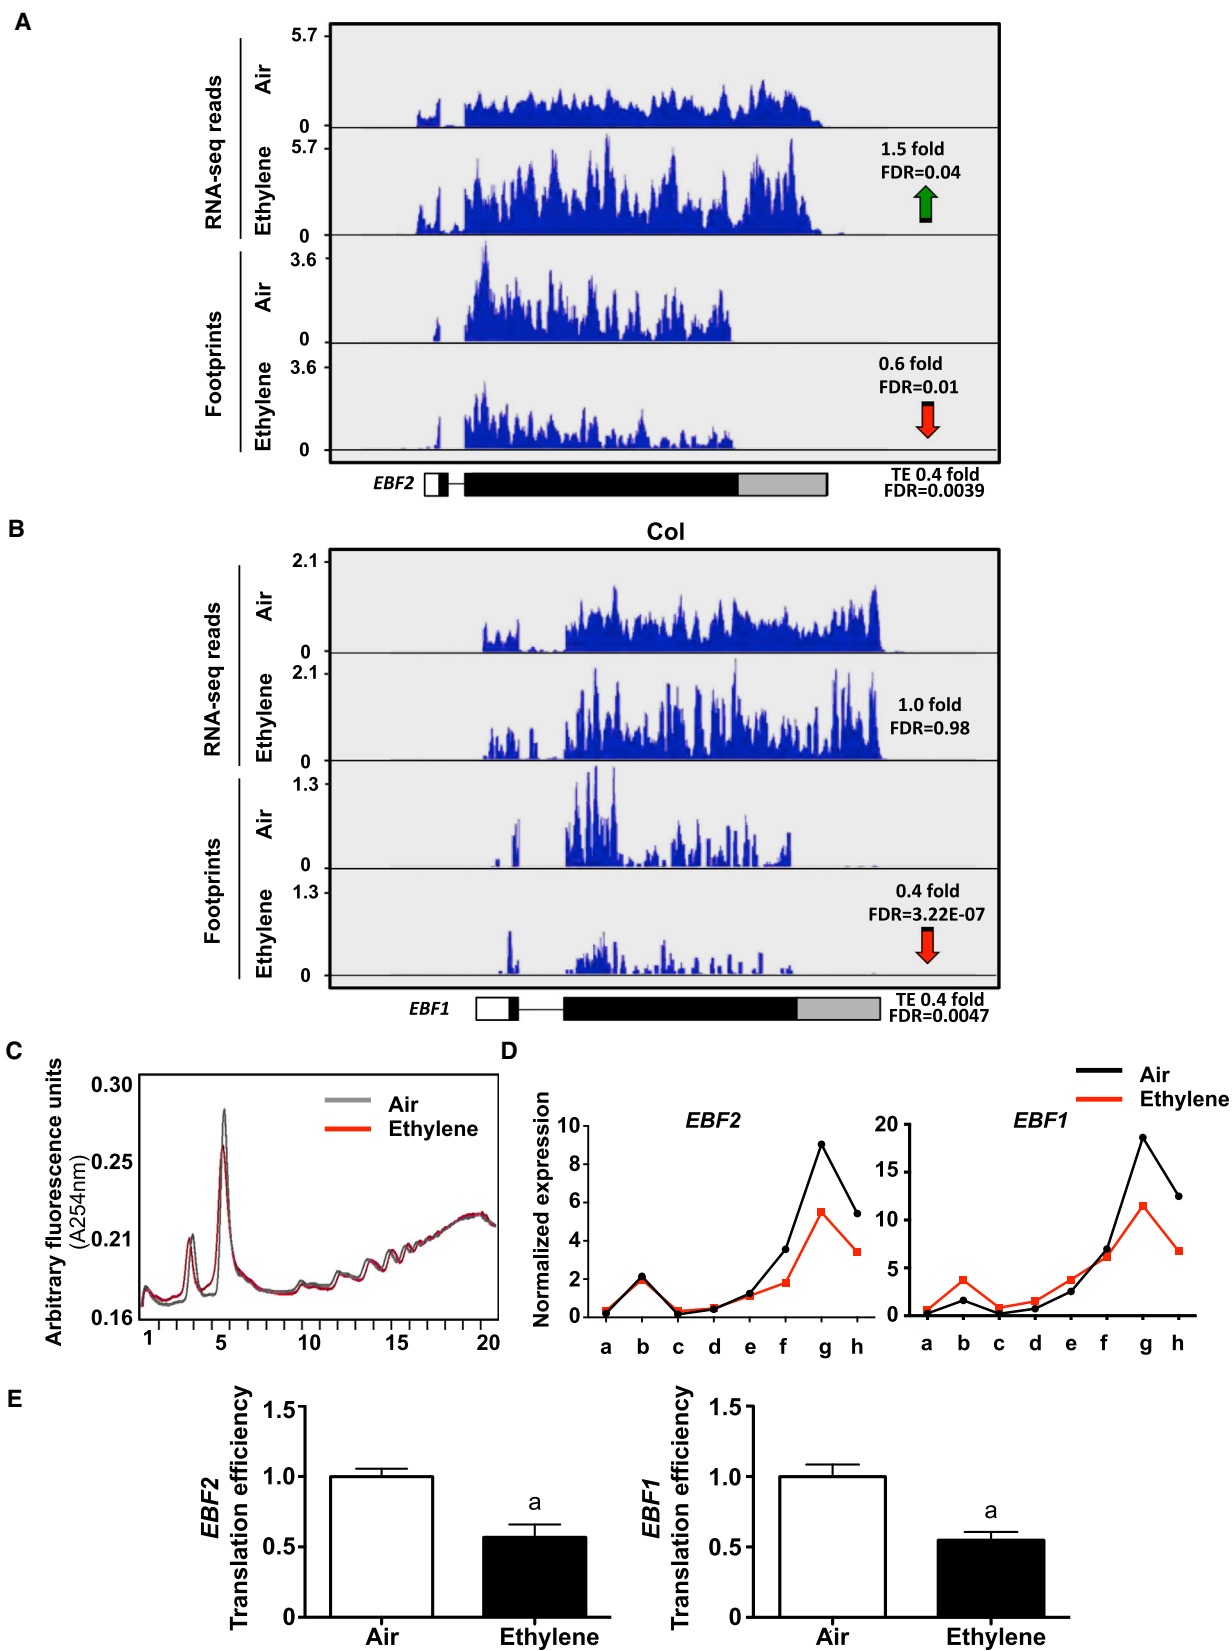 A
RNA-seq reads
Footprints
Air
Ethylene
Air
Ethylene
5.7
0
5.7
0
3.6
0
3.6
0
1.5 fold
FDR=0.04
0.6 fold
FDR=0.01
EBF2
TE 0.4 fold
FDR=0.0039
B
Col
RNA-seq reads
Footprints
Air
Ethylene
Air
Ethylene
2.1
0
2.1
0
1.3
0
1.3
0
1.0 fold
FDR=0.98
0.4 fold
FDR=3.22E-07
EBF1
TE 0.4 fold
FDR=0.0047
C
Arbitrary fluorescence units
(A254nm)
0.30
0.25
0.21
0.16
Air
Ethylene
1 5 10 15 20
D
Air
Ethylene
EBF2
Normalized expression
10
8
6
4
2
0
a b c d e f g h
EBF1
20
15
10
5
0
a b c d e f g h
E
EBF2
Translation efficiency
1.5
1.0
0.5
0
a
Air Ethylene
EBF1
Translation efficiency
1.5
1.0
0.5
0
a
Air Ethylene